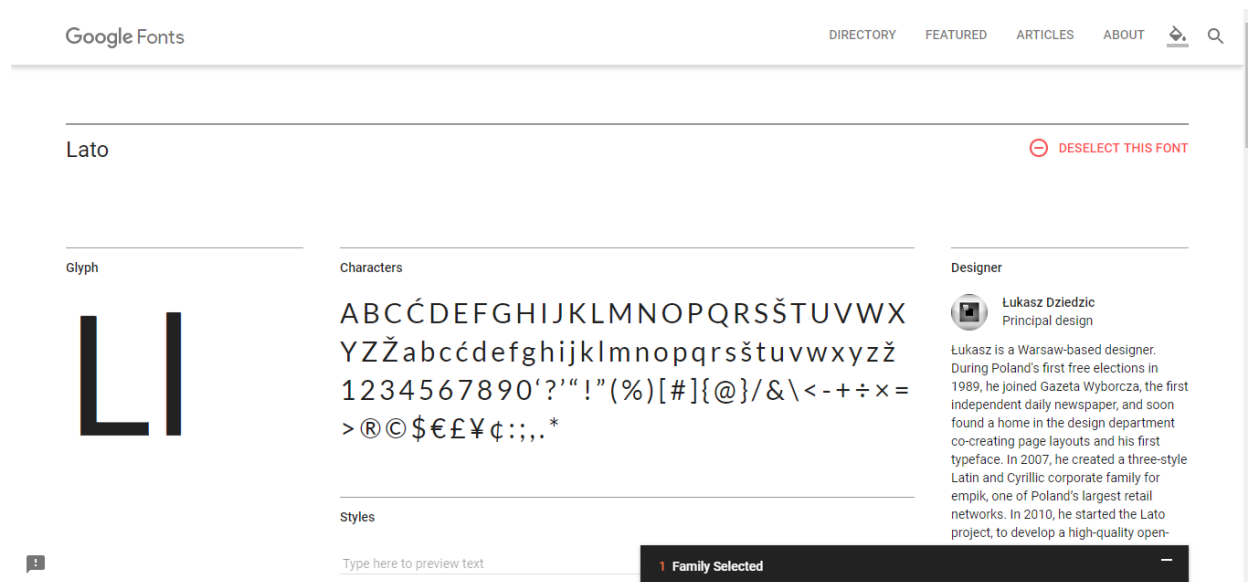 Google Fonts
DIRECTORY FEATURED ARTICLES ABOUT
Lato
DESELECT THIS FONT
Glyph
Ll
Characters
ABCĆDEFGHIJKLMNOPQRSŠTUVWX
YZŽabcćdefghijklmnopqrsštuvwxyzž
1234567890‘?’“!”(%)[#]{@}/&\<-+÷×=
>®©$€£¥¢:;,.*
Styles
Type here to preview text
Designer
Łukasz Dziedzic
Principal design
Łukasz is a Warsaw-based designer.
During Poland's first free elections in
1989, he joined Gazeta Wyborcza, the first
independent daily newspaper, and soon
found a home in the design department
co-creating page layouts and his first
typeface. In 2007, he created a three-style
Latin and Cyrillic corporate family for
empik, one of Poland's largest retail
networks. In 2010, he started the Lato
project, to develop a high-quality open-
1 Family Selected